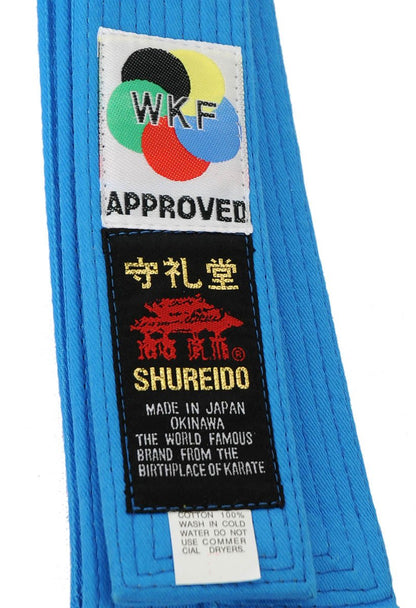 WKF
APPROVED
守礼堂
®
SHUREIDO
MADE IN JAPAN
OKINAWA
THE WORLD FAMOUS
BRAND FROM THE
BIRTHPLACE OF KARATE
COTTON 100%
WASH IN COLD
WATER DO NOT
USE COMMER
CIAL DRYERS.